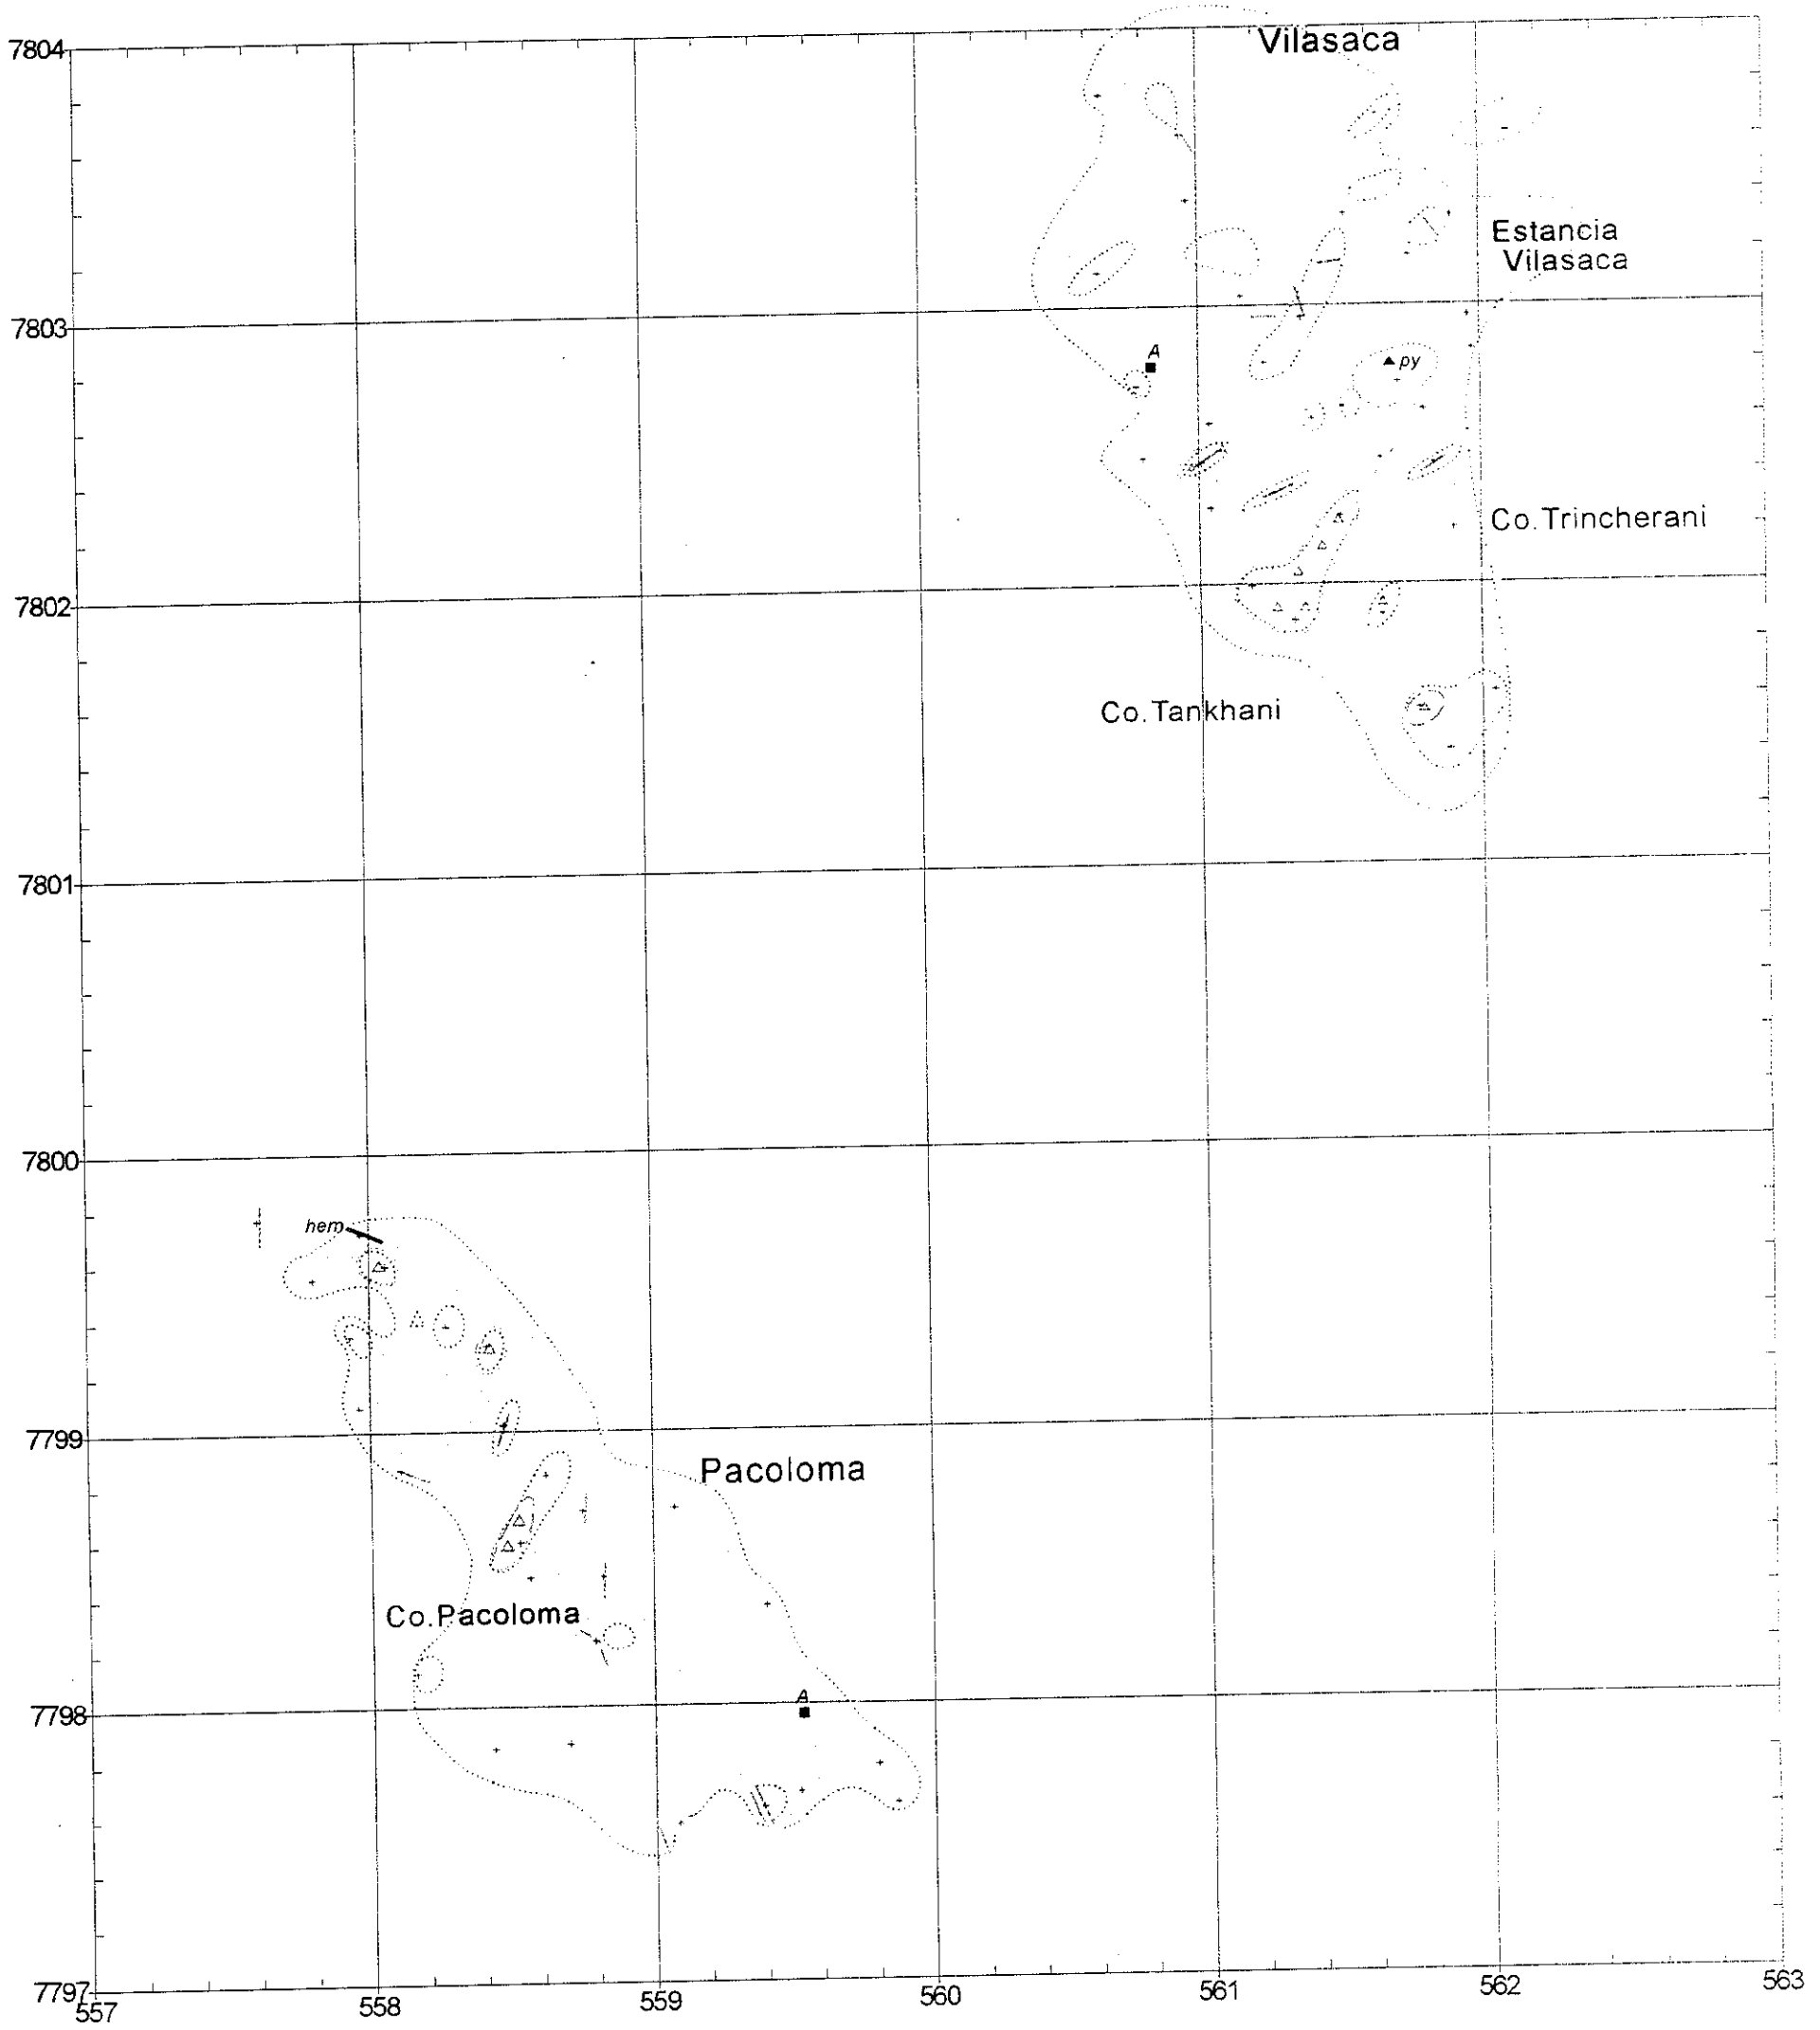 Vilasaca
7804
Estancia
Vilasaca
7803
A
py
Co. Trincherani
7802
Co. Tankhani
7801
7800
hem
7799
Pacoloma
Co. Pacoloma
A
7798
7797
557
558
559
560
561
562
563